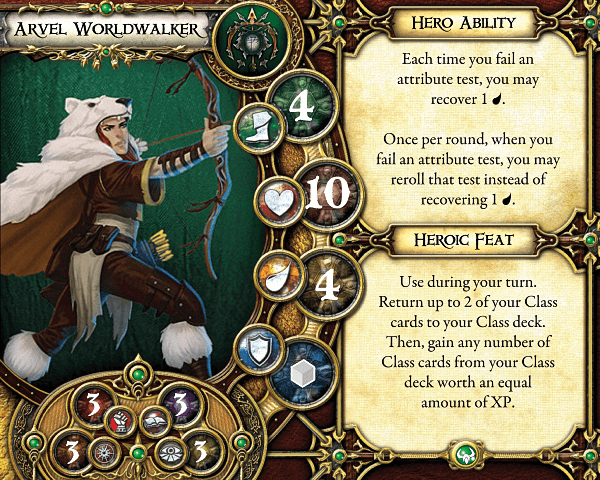 Arvel Worldwalker
4
10
4
3
3
3
3
Hero Ability
Each time you fail an
attribute test, you may
recover 1 .
Once per round, when you
fail an attribute test, you may
reroll that test instead of
recovering 1 .
Heroic Feat
Use during your turn.
Return up to 2 of your Class
cards to your Class deck.
Then, gain any number of
Class cards from your Class
deck worth an equal
amount of XP.